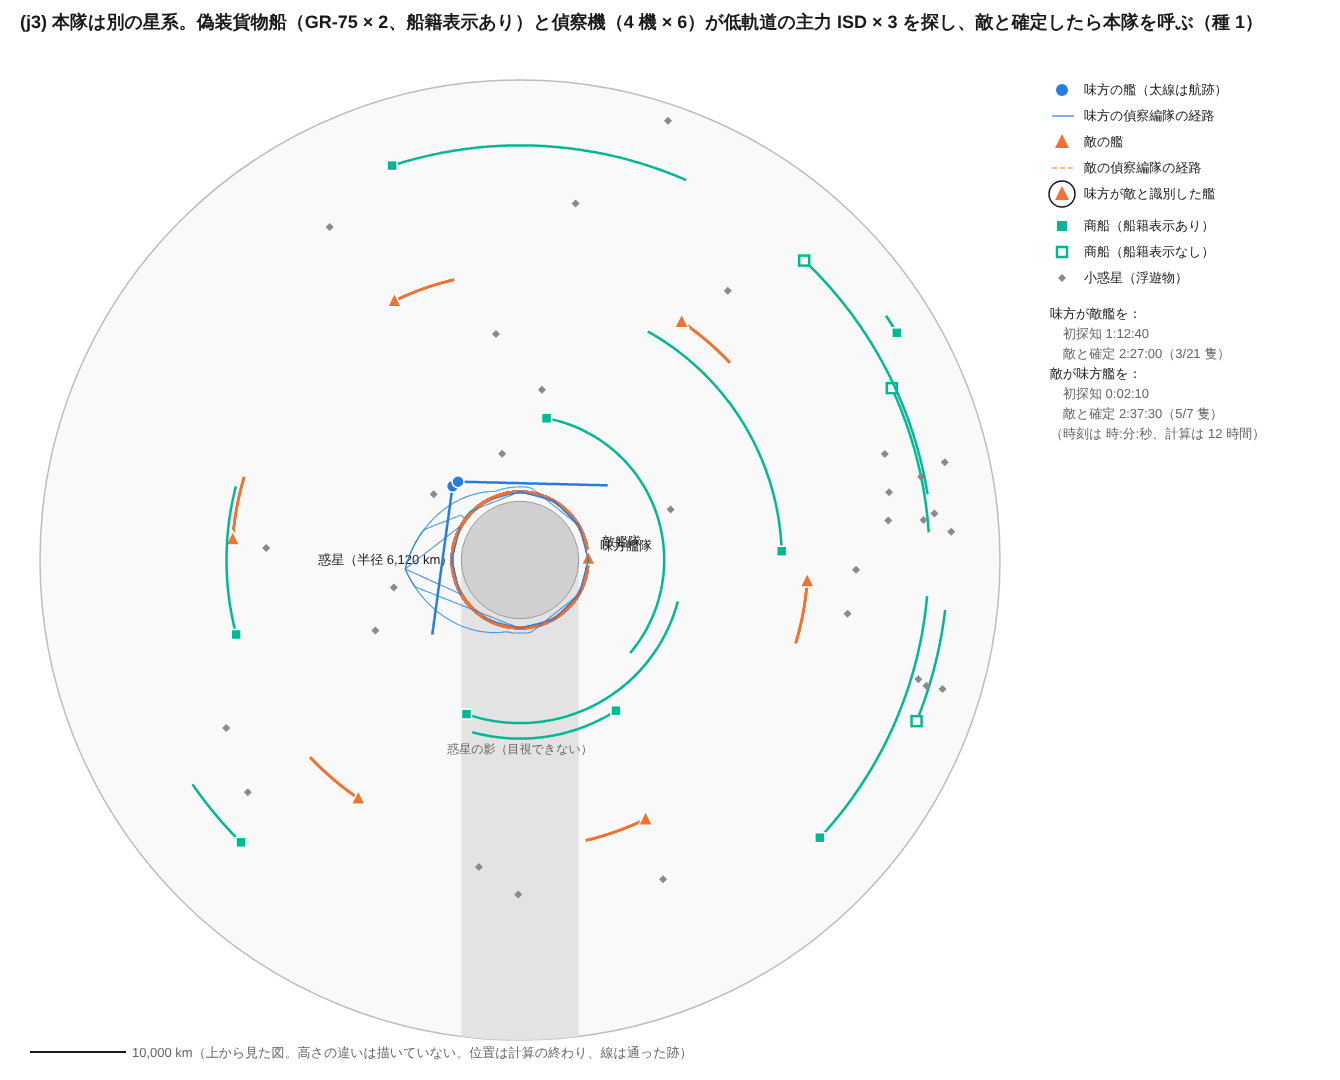 (j3) 本隊は別の星系。偽装貨物船（GR-75 × 2、船籍表示あり）と偵察機（4 機 × 6）が低軌道の主力 ISD × 3 を探し、敵と確定したら本隊を呼ぶ（種 1）
味方の艦（太線は航跡）
味方の偵察編隊の経路
敵の艦
敵の偵察編隊の経路
味方が敵と識別した艦
商船（船籍表示あり）
商船（船籍表示なし）
小惑星（浮遊物）
味方が敵艦を：
初探知 1:12:40
敵と確定 2:27:00（3/21 隻）
敵が味方艦を：
初探知 0:02:10
敵と確定 2:37:30（5/7 隻）
（時刻は 時:分:秒、計算は 12 時間）
敵艦隊
味方艦隊
惑星（半径 6,120 km）
惑星の影（目視できない）
10,000 km（上から見た図。高さの違いは描いていない。位置は計算の終わり、線は通った跡）